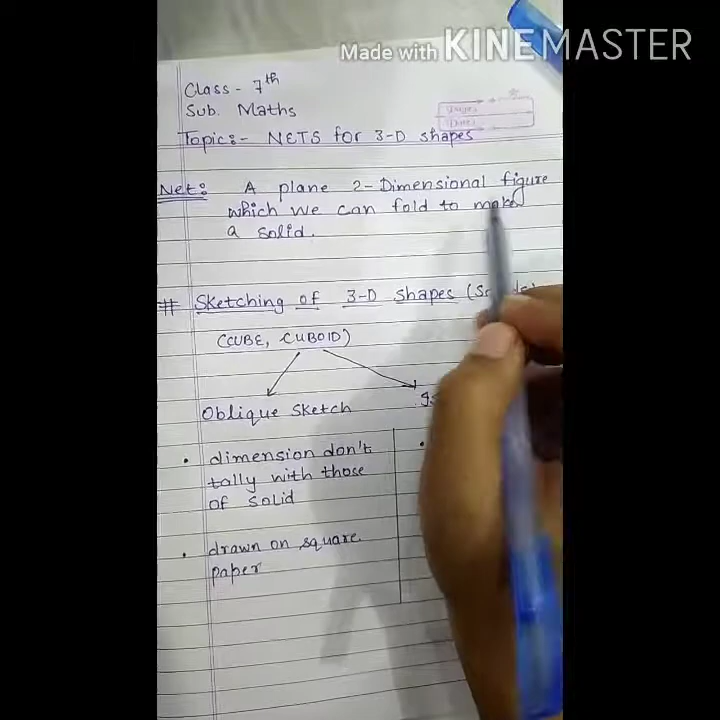 Made with KINEMASTER
Class - 7th
Sub. Maths
Topic:- NETS for 3-D shapes
Net: A plane 2-Dimensional figure
which we can fold to make
a solid.
# Sketching of 3-D shapes
(CUBE, CUBOID)
Oblique Sketch
• dimension don't
tally with those
of solid
• drawn on square
paper